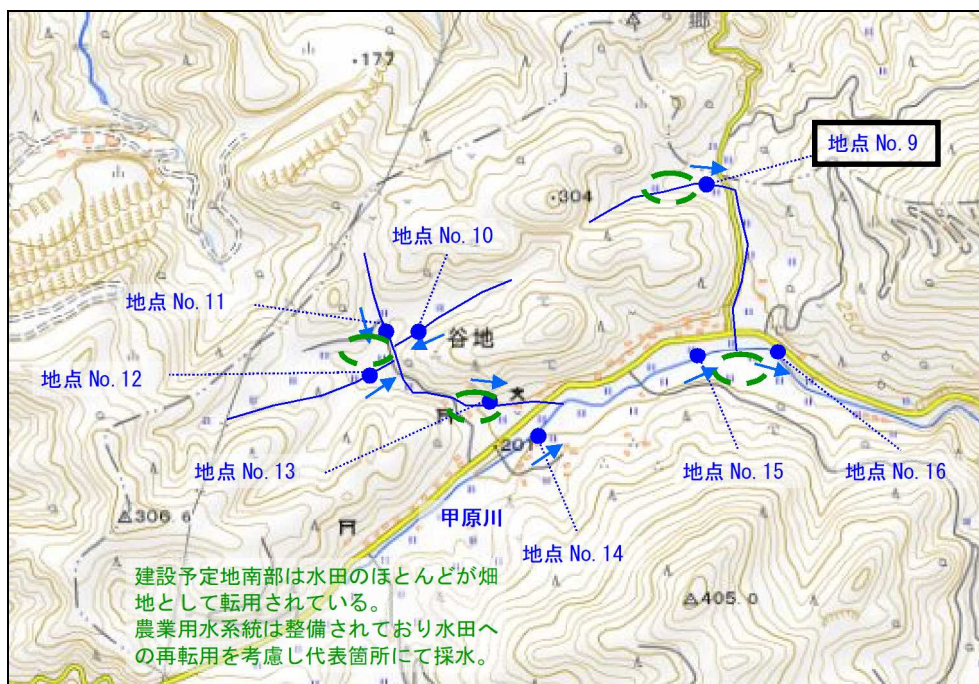 本 郷
・177
地点 No.9
・304
地点 No.10
地点 No.11
谷地
地点 No.12
・201
地点 No.13
地点 No.15
地点 No.16
甲原川
地点 No.14
△306.6
建設予定地南部は水田のほとんどが畑
地として転用されている。
農業用水系統は整備されており水田へ
の再転用を考慮し代表箇所にて採水。
△405.0